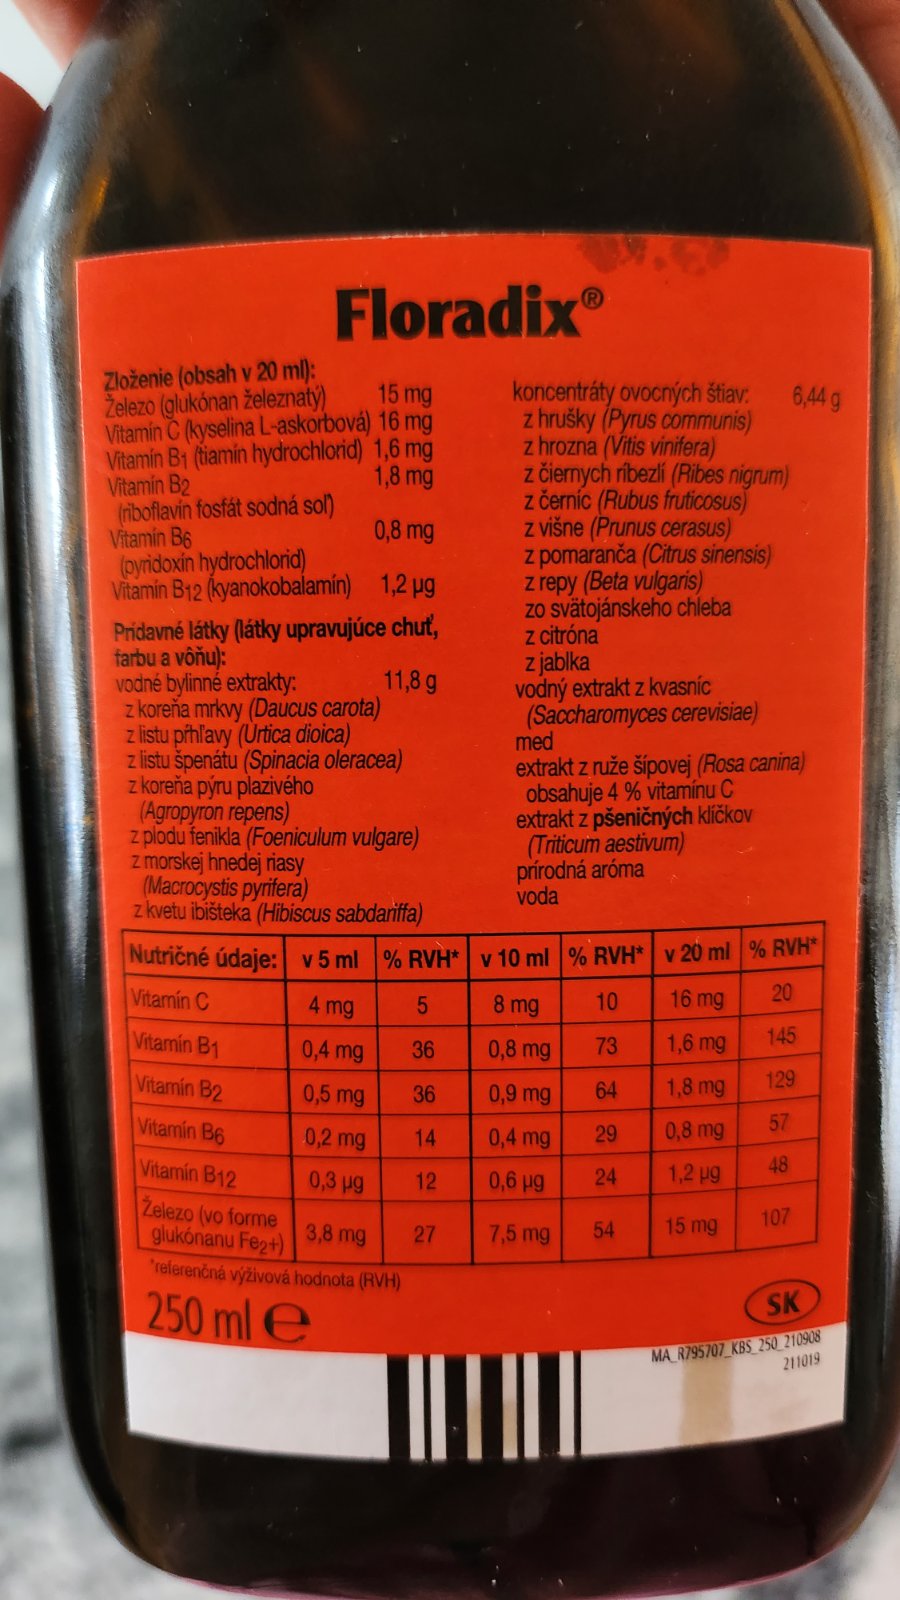 Floradix®
Zloženie (obsah v 20 ml):
Železo (glukónan železnatý) 15 mg
Vitamín C (kyselina L-askorbová) 16 mg
Vitamín B1 (tiamín hydrochlorid) 1,6 mg
Vitamín B2 1,8 mg
(riboflavín fosfát sodná soľ)
Vitamín B6 0,8 mg
(pyridoxín hydrochlorid)
Vitamín B12 (kyanokobalamín) 1,2 µg
Prídavné látky (látky upravujúce chuť,
farbu a vôňu):
vodné bylinné extrakty: 11,8 g
z koreňa mrkvy (Daucus carota)
z listu pŕhľavy (Urtica dioica)
z listu špenátu (Spinacia oleracea)
z koreňa pýru plazivého
(Agropyron repens)
z plodu fenikla (Foeniculum vulgare)
z morskej hnedej riasy
(Macrocystis pyrifera)
z kvetu ibišteka (Hibiscus sabdariffa)
koncentráty ovocných štiav: 6,44 g
z hrušky (Pyrus communis)
z hrozna (Vitis vinifera)
z čiernych ríbezlí (Ribes nigrum)
z černíc (Rubus fruticosus)
z višne (Prunus cerasus)
z pomaranča (Citrus sinensis)
z repy (Beta vulgaris)
zo svätojánskeho chleba
z citróna
z jablka
vodný extrakt z kvasníc
(Saccharomyces cerevisiae)
med
extrakt z ruže šípovej (Rosa canina)
obsahuje 4 % vitamínu C
extrakt z pšeničných klíčkov
(Triticum aestivum)
prírodná aróma
voda
Nutričné údaje: v 5 ml % RVH* v 10 ml % RVH* v 20 ml % RVH*
Vitamín C 4 mg 5 8 mg 10 16 mg 20
Vitamín B1 0,4 mg 36 0,8 mg 73 1,6 mg 145
Vitamín B2 0,5 mg 36 0,9 mg 64 1,8 mg 129
Vitamín B6 0,2 mg 14 0,4 mg 29 0,8 mg 57
Vitamín B12 0,3 µg 12 0,6 µg 24 1,2 µg 48
Železo (vo forme
glukónanu Fe2+) 3,8 mg 27 7,5 mg 54 15 mg 107
*referenčná výživová hodnota (RVH)
250 ml e
SK
MA_R795707_KBS_250_210908
211019